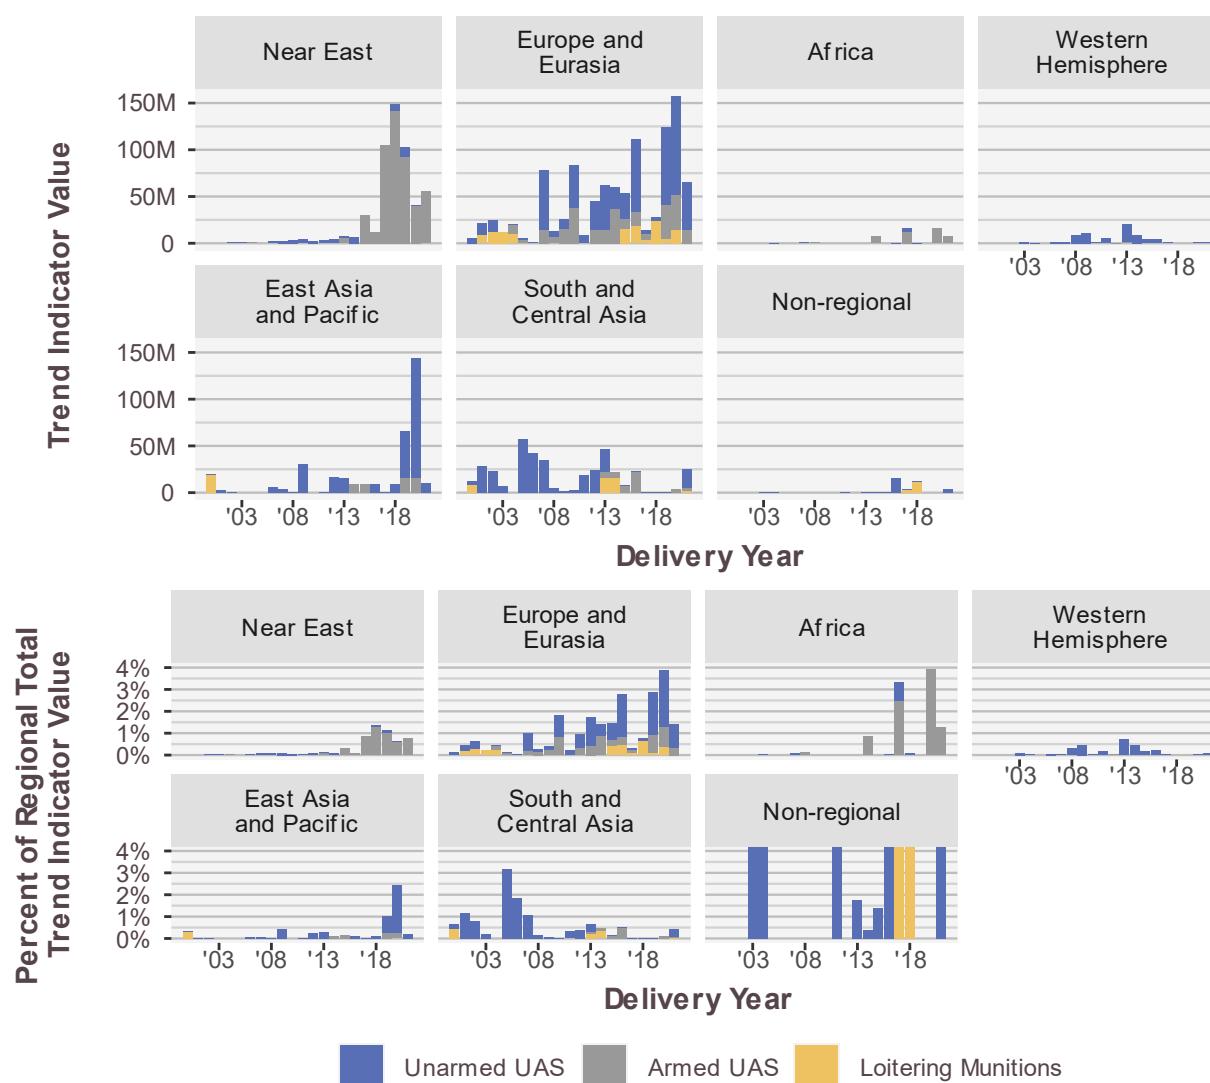 Near East
Europe and
Eurasia
Africa
Western
Hemisphere
Trend Indicator Value
150M
100M
50M
0
'03 '08 '13 '18
East Asia
and Pacific
South and
Central Asia
Non-regional
150M
100M
50M
0
'03 '08 '13 '18
'03 '08 '13 '18
'03 '08 '13 '18
Delivery Year
Percent of Regional Total
Trend Indicator Value
Near East
Europe and
Eurasia
Africa
Western
Hemisphere
4%
3%
2%
1%
0%
'03 '08 '13 '18
East Asia
and Pacific
South and
Central Asia
Non-regional
4%
3%
2%
1%
0%
'03 '08 '13 '18
'03 '08 '13 '18
'03 '08 '13 '18
Delivery Year
Unarmed UAS Armed UAS Loitering Munitions